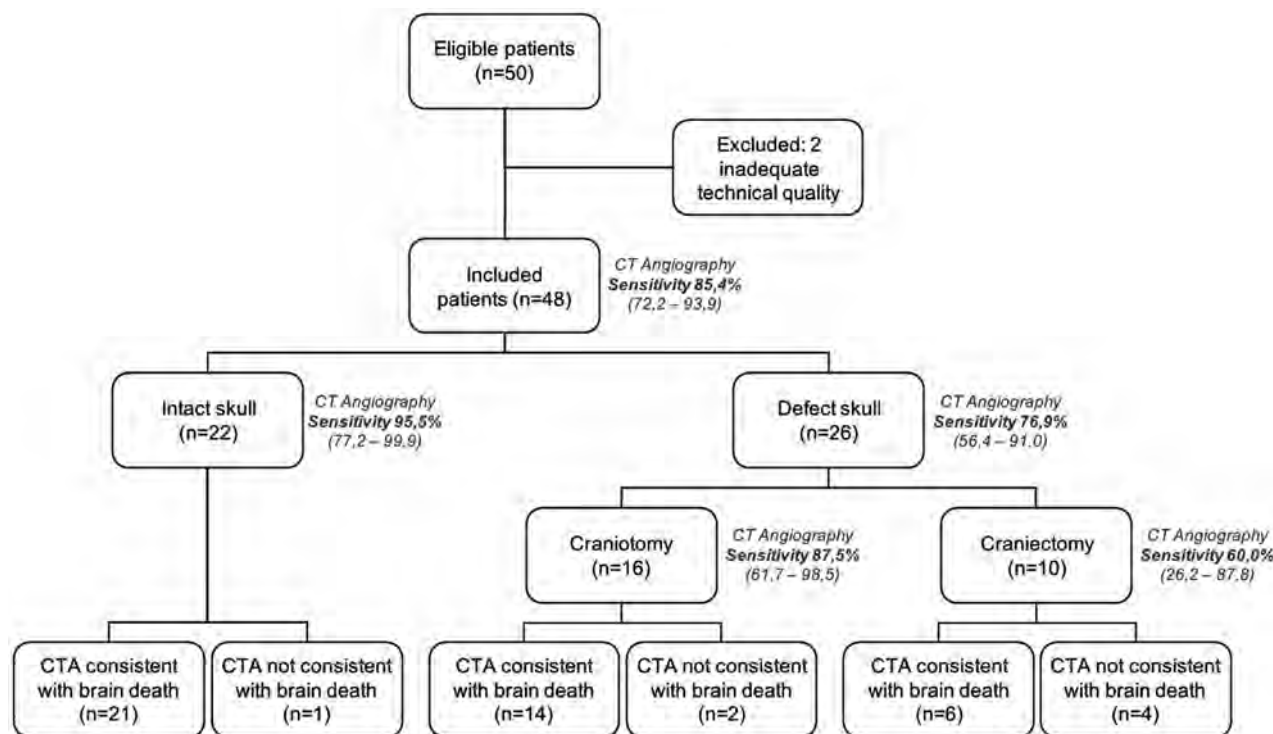 Eligible patients
(n=50)
Excluded: 2
inadequate
technical quality
Included
patients (n=48)
CT Angiography
Sensitivity 85,4%
(72,2 – 93,9)
Intact skull
(n=22)
CT Angiography
Sensitivity 95,5%
(77,2 – 99,9)
Defect skull
(n=26)
CT Angiography
Sensitivity 76,9%
(56,4 – 91.0)
Craniotomy
(n=16)
CT Angiography
Sensitivity 87,5%
(61,7 – 98,5)
Craniectomy
(n=10)
CT Angiography
Sensitivity 60,0%
(26,2 – 87,8)
CTA consistent
with brain death
(n=21)
CTA not consistent
with brain death
(n=1)
CTA consistent
with brain death
(n=14)
CTA not consistent
with brain death
(n=2)
CTA consistent
with brain death
(n=6)
CTA not consistent
with brain death
(n=4)